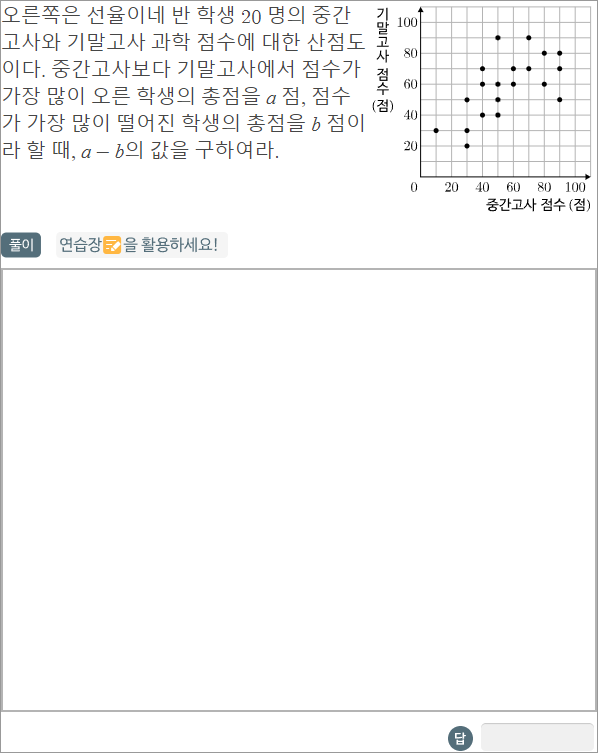 오른쪽은 선율이네 반 학생 20 명의 중간
고사와 기말고사 과학 점수에 대한 산점도
이다. 중간고사보다 기말고사에서 점수가
가장 많이 오른 학생의 총점을 a 점, 점수
가 가장 많이 떨어진 학생의 총점을 b 점이
라 할 때, a − b의 값을 구하여라.
기말고사 점수 (점)
100
80
60
40
20
0 20 40 60 80 100
중간고사 점수 (점)
풀이 연습장 을 활용하세요!
답